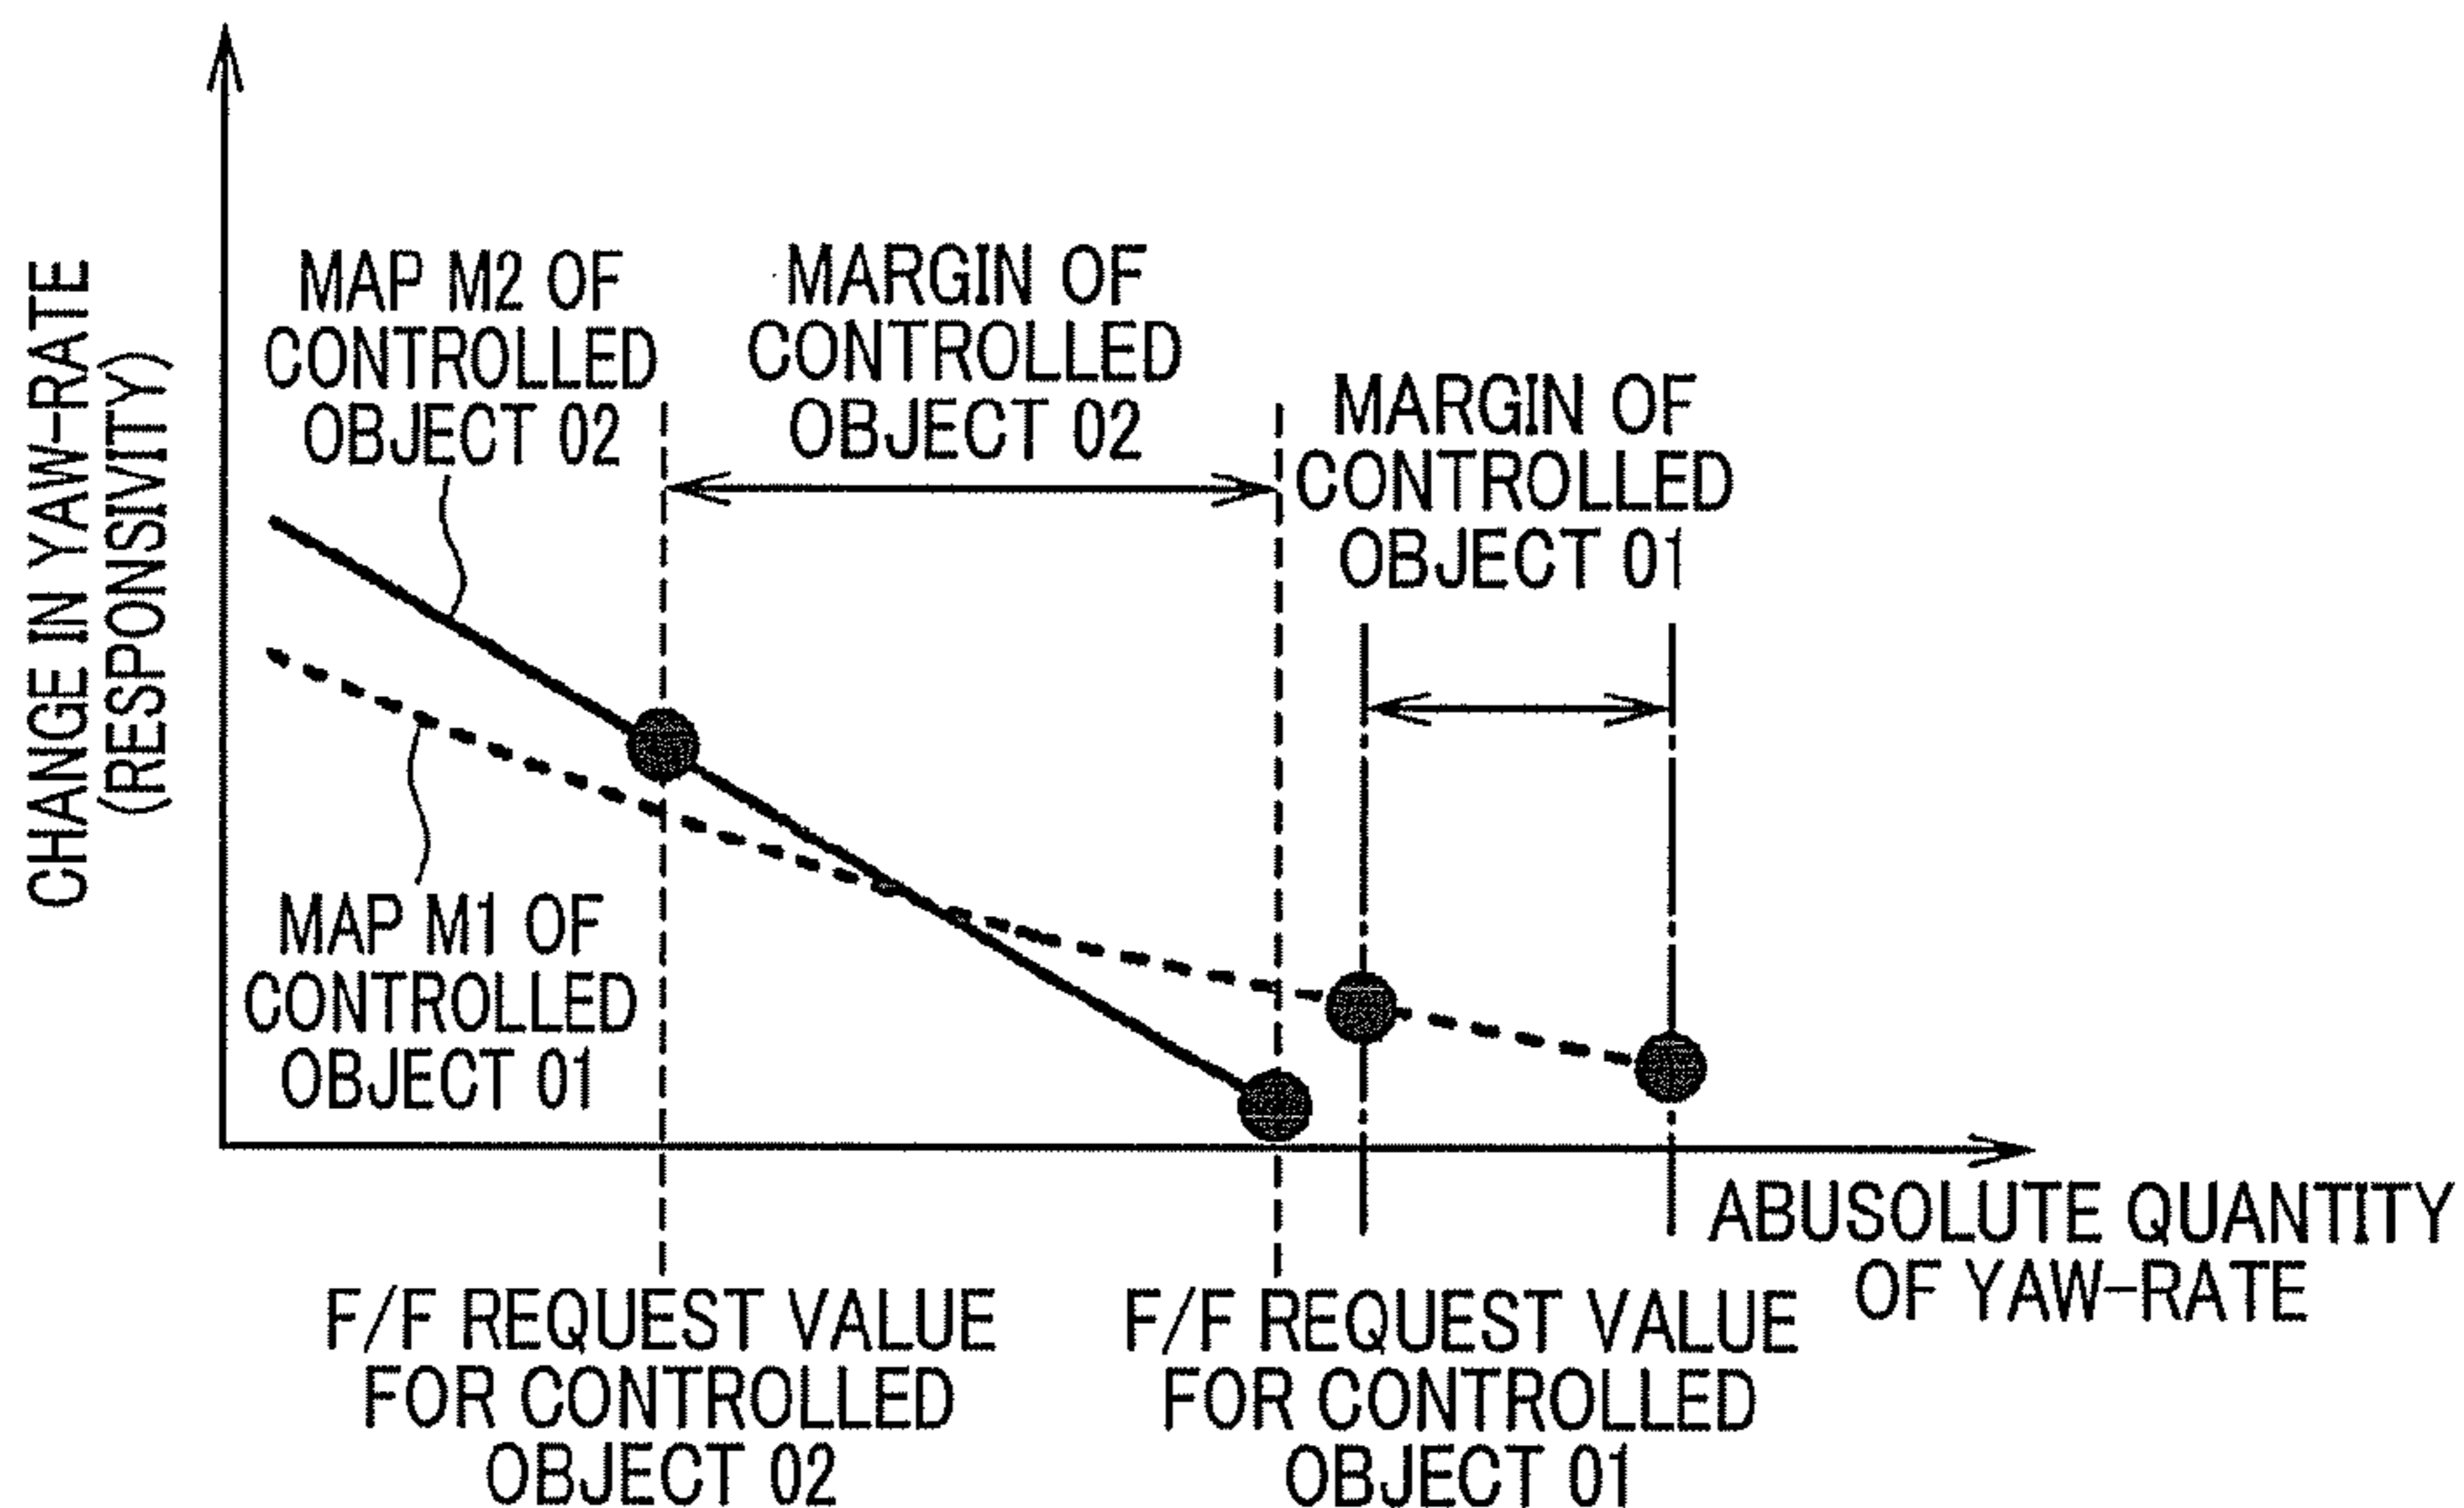 CHANGE IN YAW-RATE
(RESPONSIVITY)
MAP M2 OF
CONTROLLED
OBJECT 02
MARGIN OF
CONTROLLED
OBJECT 02
MARGIN OF
CONTROLLED
OBJECT 01
MAP M1 OF
CONTROLLED
OBJECT 01
ABUSOLUTE QUANTITY
OF YAW-RATE
F/F REQUEST VALUE
FOR CONTROLLED
OBJECT 02
F/F REQUEST VALUE
FOR CONTROLLED
OBJECT 01